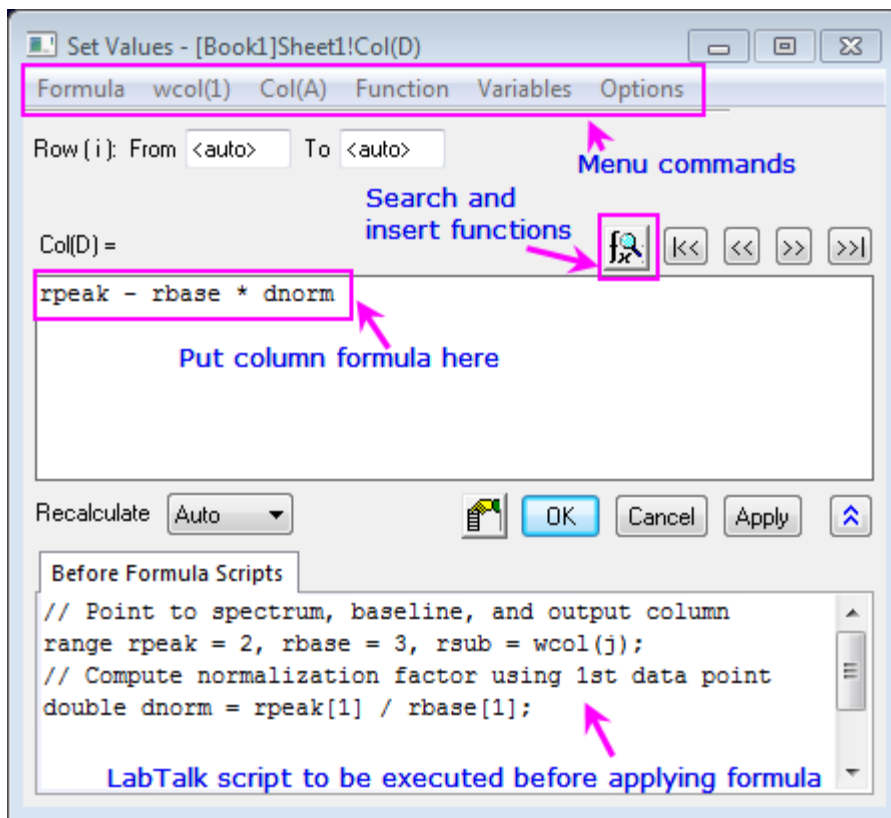 Set Values - [Book1]Sheet1!Col(D)
Formula wcol(1) Col(A) Function Variables Options
Row (i): From <auto> To <auto>
Menu commands
Search and
insert functions
Col(D) =
fx |<< << >> >>|
rpeak - rbase * dnorm
Put column formula here
Recalculate Auto OK Cancel Apply
Before Formula Scripts
// Point to spectrum, baseline, and output column
range rpeak = 2, rbase = 3, rsub = wcol(j);
// Compute normalization factor using 1st data point
double dnorm = rpeak[1] / rbase[1];
LabTalk script to be executed before applying formula